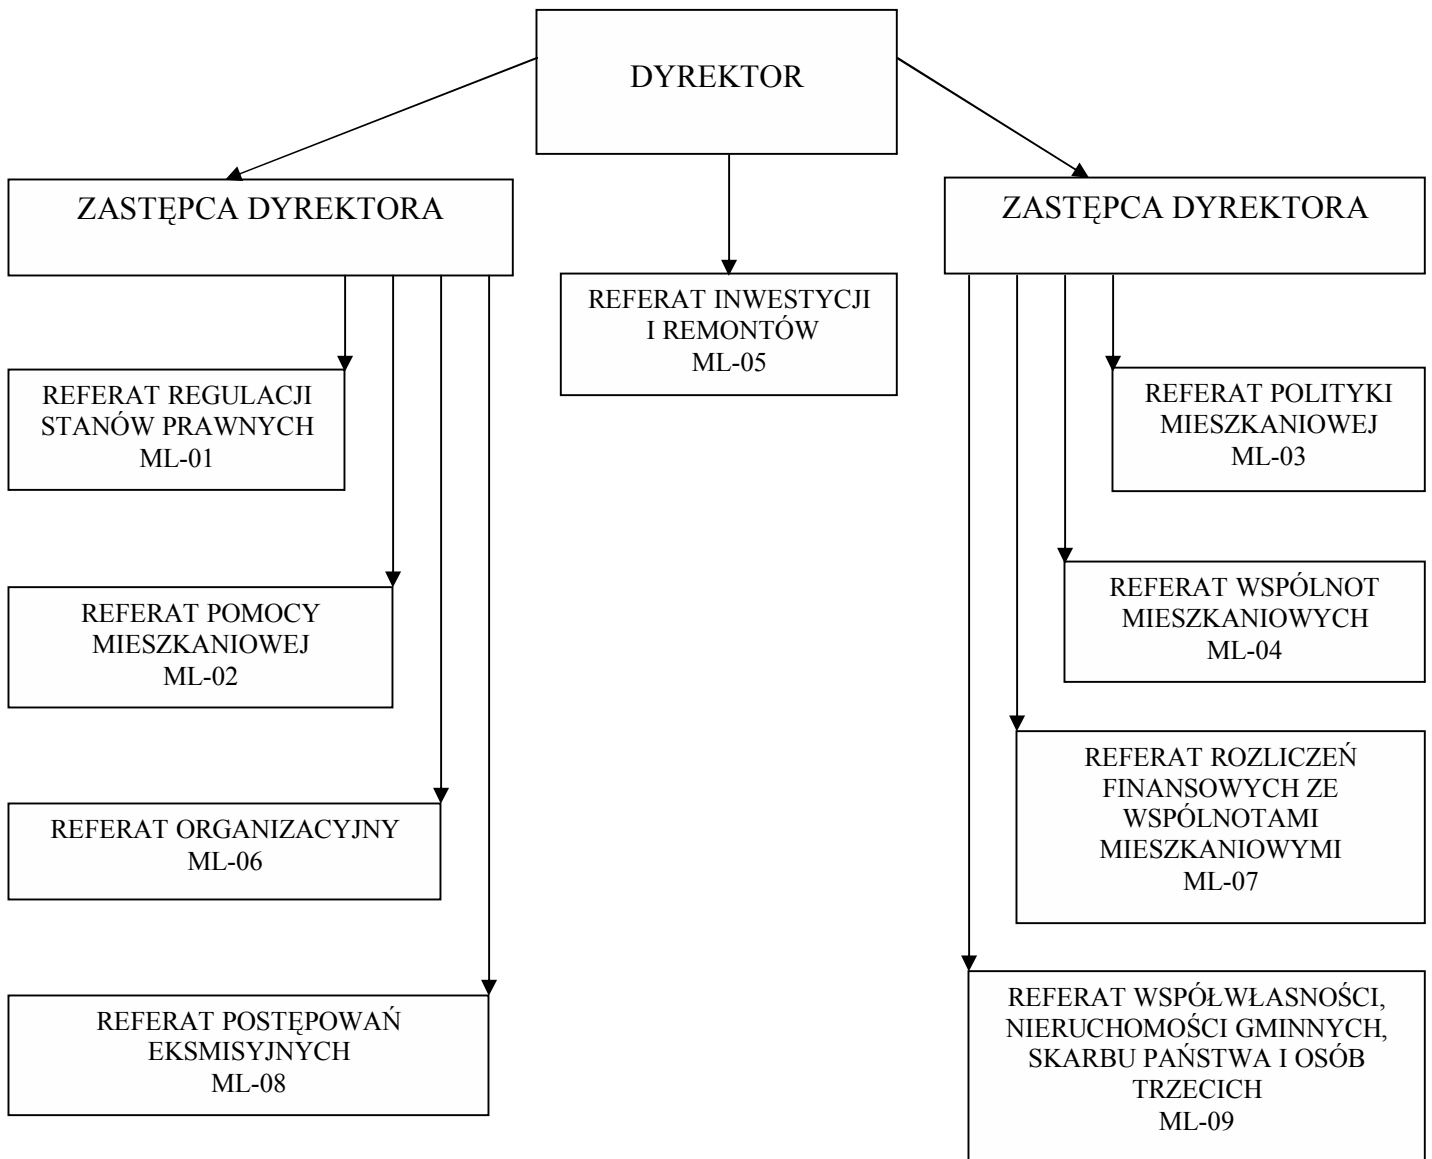 DYREKTOR
ZASTĘPCA DYREKTORA
ZASTĘPCA DYREKTORA
REFERAT INWESTYCJI
I REMONTÓW
ML-05
REFERAT REGULACJI
STANÓW PRAWNYCH
ML-01
REFERAT POLITYKI
MIESZKANIOWEJ
ML-03
REFERAT POMOCY
MIESZKANIOWEJ
ML-02
REFERAT WSPÓLNOT
MIESZKANIOWYCH
ML-04
REFERAT ROZLICZEŃ
FINANSOWYCH ZE
WSPÓLNOTAMI
MIESZKANIOWYMI
ML-07
REFERAT ORGANIZACYJNY
ML-06
REFERAT POSTĘPOWAŃ
EKSMISYJNYCH
ML-08
REFERAT WSPÓŁWŁASNOŚCI,
NIERUCHOMOŚCI GMINNYCH,
SKARBU PAŃSTWA I OSÓB
TRZECICH
ML-09